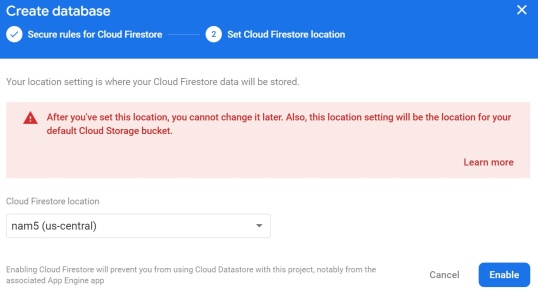 Create database
Secure rules for Cloud Firestore
2 Set Cloud Firestore location
Your location setting is where your Cloud Firestore data will be stored.
After you've set this location, you cannot change it later. Also, this location setting will be the location for your
default Cloud Storage bucket.
Learn more
Cloud Firestore location
nam5 (us-central)
Enabling Cloud Firestore will prevent you from using Cloud Datastore with this project, notably from the
associated App Engine app
Cancel
Enable